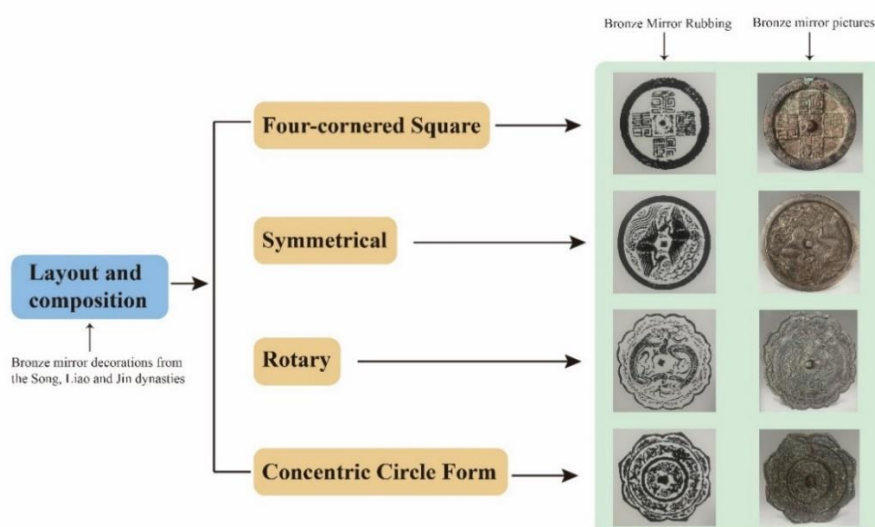 Bronze Mirror Rubbing
Bronze mirror pictures
Four-cornered Square
Symmetrical
Layout and
composition
Bronze mirror decorations from
the Song, Liao and Jin dynasties
Rotary
Concentric Circle Form